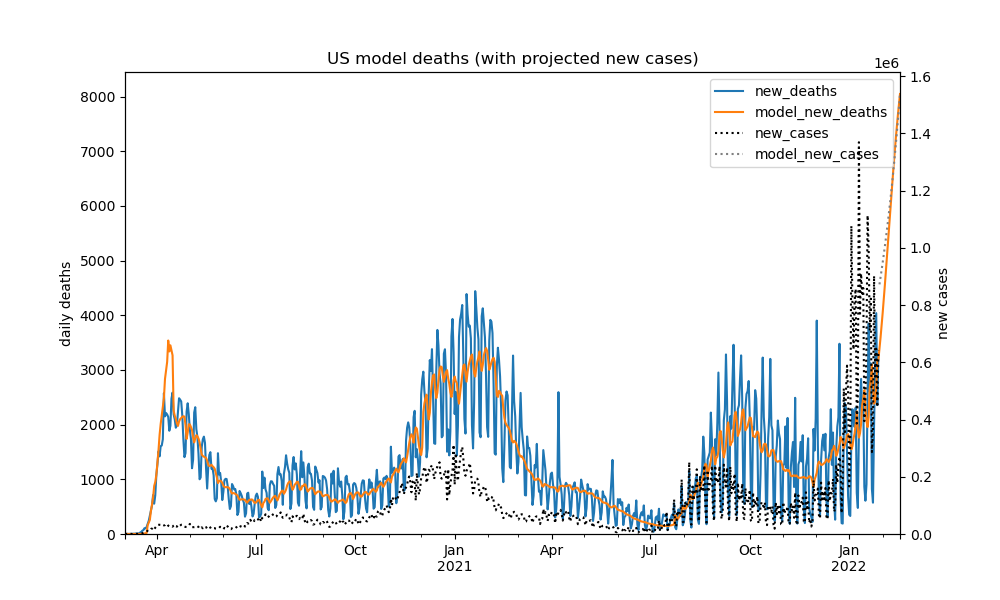 US model deaths (with projected new cases)
1e6
new_deaths
model_new_deaths
new_cases
model_new_cases
daily deaths
8000
7000
6000
5000
4000
3000
2000
1000
0
new cases
1.6
1.4
1.2
1.0
0.8
0.6
0.4
0.2
0.0
Apr
Jul
Oct
Jan
2021
Apr
Jul
Oct
Jan
2022